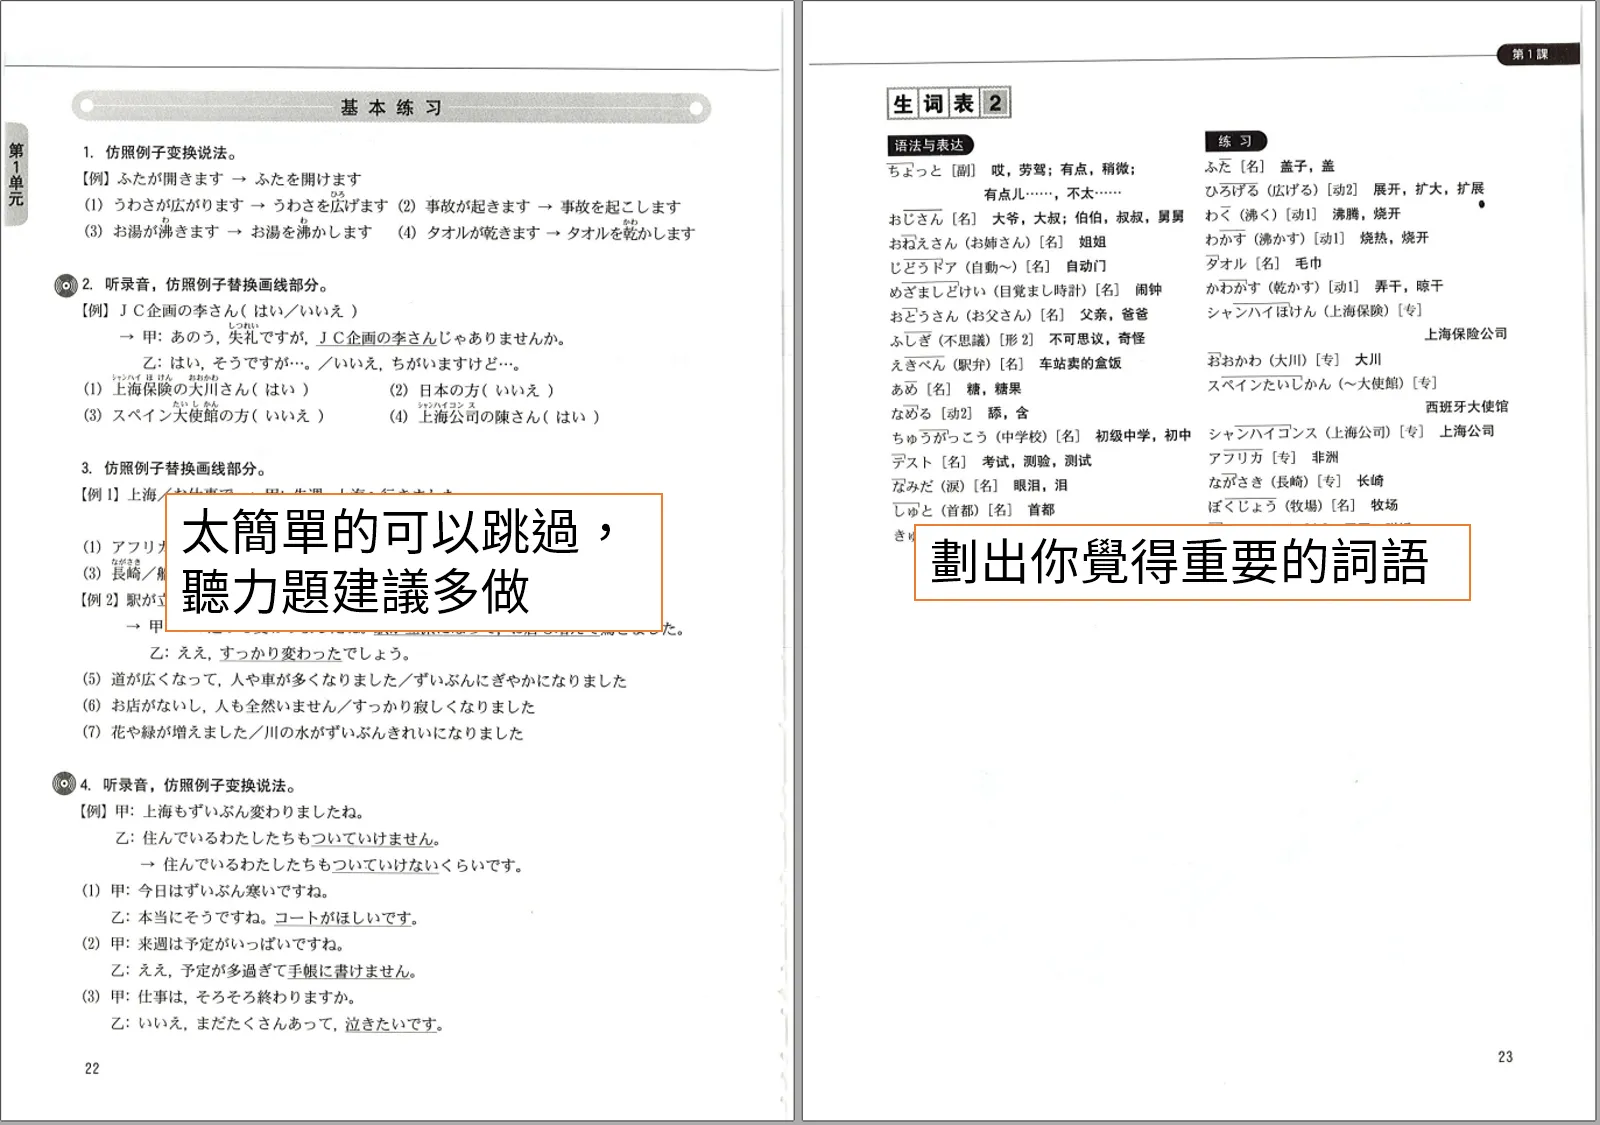 第1单元
基本练习
1. 仿照例子变换说法。
【例】ふたが開きます → ふたを開けます
(1) うわさが広がります → うわさを広げます (2) 事故が起きます → 事故を起こします
(3) お湯が沸きます → お湯を沸かします (4) タオルが乾きます → タオルを乾かします
2. 听录音，仿照例子替换画线部分。
【例】ＪＣ企画の李さん( はい／いいえ )
→ 甲: あのう, 失礼ですが, ＪＣ企画の李さんじゃありませんか。
乙: はい, そうですが…。／いいえ, ちがいますけど…。
(1) 上海保険の大川さん( はい ) (2) 日本の方( いいえ )
(3) スペイン大使館の方( いいえ ) (4) 上海公司の陳さん( はい )
3. 仿照例子替换画线部分。
【例 1】上海／
太簡單的可以跳過，
聽力題建議多做
(1) アフリカ
(3) 長崎／
【例 2】駅が
→ 甲
た。
乙: ええ, すっかり変わったでしょう。
(5) 道が広くなって, 人や車が多くなりました／ずいぶんにぎやかになりました
(6) お店がないし, 人も全然いません／すっかり寂しくなりました
(7) 花や緑が増えました／川の水がずいぶんきれいになりました
4. 听录音，仿照例子变换说法。
【例】甲: 上海もずいぶん変わりましたね。
乙: 住んでいるわたしたちもついていけません。
→ 住んでいるわたしたちもついていけないくらいです。
(1) 甲: 今日はずいぶん寒いですね。
乙: 本当にそうですね。コートがほしいです。
(2) 甲: 来週は予定がいっぱいですね。
乙: ええ, 予定が多過ぎて手帳に書けません。
(3) 甲: 仕事は, そろそろ終わりますか。
乙: いいえ, まだたくさんあって, 泣きたいです。
22
第1課
生词表2
语法与表达
ちょっと [副] 哎，劳驾；有点，稍微；
有点儿……，不太……
おじさん [名] 大爷，大叔；伯伯，叔叔，舅舅
おねえさん (お姉さん) [名] 姐姐
じどうドア (自動～) [名] 自动门
めざましどけい (目覚まし時計) [名] 闹钟
おとうさん (お父さん) [名] 父亲，爸爸
ふしぎ (不思議) [形 2] 不可思议，奇怪
えきべん (駅弁) [名] 车站卖的盒饭
あめ [名] 糖，糖果
なめる [动2] 舔，含
ちゅうがっこう (中学校) [名] 初级中学，初中
テスト [名] 考试，测验，测试
なみだ (涙) [名] 眼泪，泪
しゅと (首都) [名] 首都
练习
ふた [名] 盖子，盖
ひろげる (広げる) [动2] 展开，扩大，扩展
わく (沸く) [动1] 沸腾，烧开
わかす (沸かす) [动1] 烧热，烧开
タオル [名] 毛巾
かわかす (乾かす) [动1] 弄干，晾干
シャンハイほけん (上海保険) [专]
上海保险公司
おおかわ (大川) [专] 大川
スペインたいしかん (～大使館) [专]
西班牙大使馆
シャンハイコンス (上海公司) [专] 上海公司
アフリカ [专] 非洲
ながさき (長崎) [专] 长崎
ぼくじょう (牧場) [名] 牧场
劃出你覺得重要的詞語
23